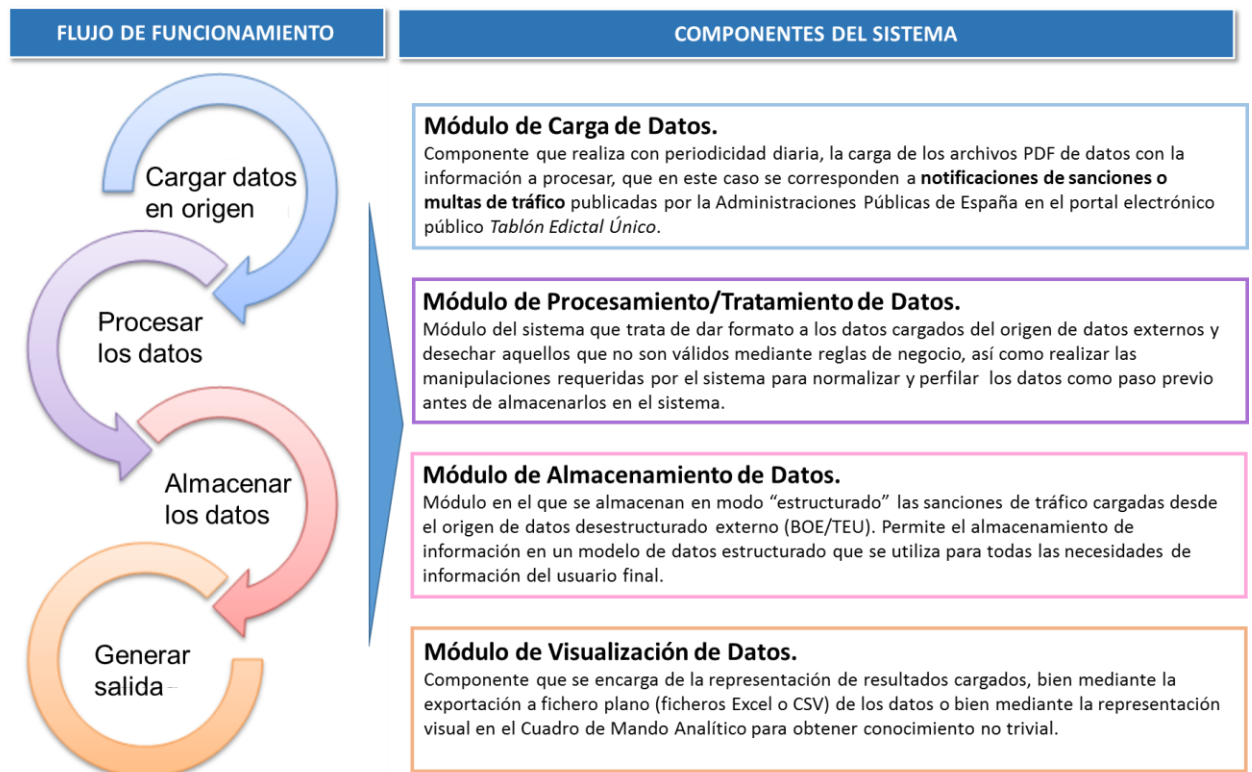 FLUJO DE FUNCIONAMIENTO
COMPONENTES DEL SISTEMA
Cargar datos
en origen
Procesar
los datos
Almacenar
los datos
Generar
salida
Módulo de Carga de Datos.
Componente que realiza con periodicidad diaria, la carga de los archivos PDF de datos con la
información a procesar, que en este caso se corresponden a notificaciones de sanciones o
multas de tráfico publicadas por la Administraciones Públicas de España en el portal electrónico
público Tablón Edictal Único.
Módulo de Procesamiento/Tratamiento de Datos.
Módulo del sistema que trata de dar formato a los datos cargados del origen de datos externos y
desechar aquellos que no son válidos mediante reglas de negocio, así como realizar las
manipulaciones requeridas por el sistema para normalizar y perfilar los datos como paso previo
antes de almacenarlos en el sistema.
Módulo de Almacenamiento de Datos.
Módulo en el que se almacenan en modo “estructurado” las sanciones de tráfico cargadas desde
el origen de datos desestructurado externo (BOE/TEU). Permite el almacenamiento de
información en un modelo de datos estructurado que se utiliza para todas las necesidades de
información del usuario final.
Módulo de Visualización de Datos.
Componente que se encarga de la representación de resultados cargados, bien mediante la
exportación a fichero plano (ficheros Excel o CSV) de los datos o bien mediante la representación
visual en el Cuadro de Mando Analítico para obtener conocimiento no trivial.